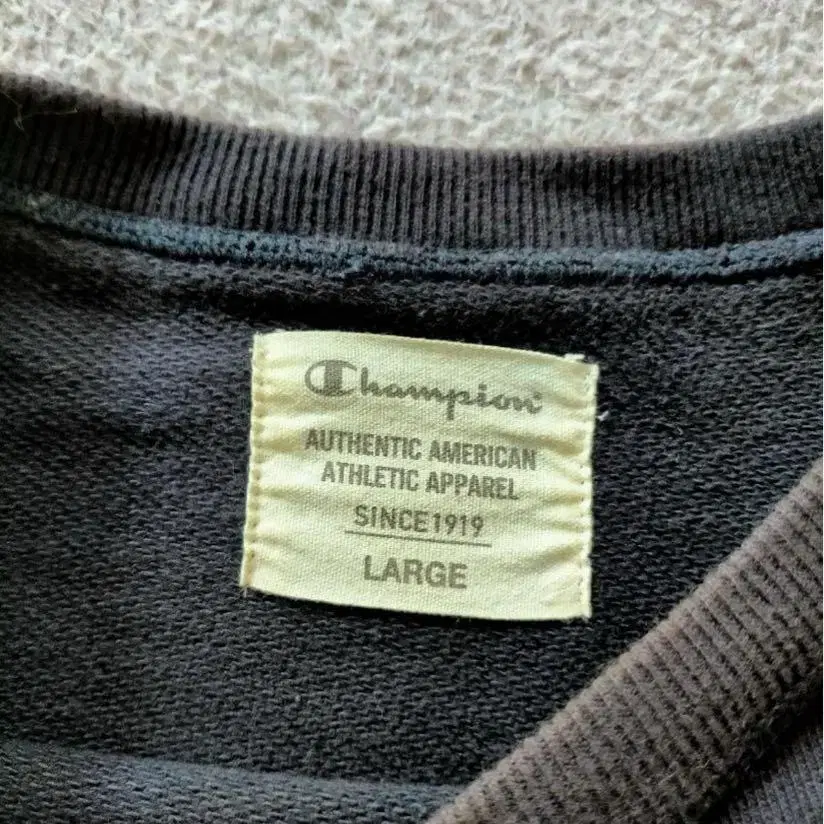 Champion
AUTHENTIC AMERICAN
ATHLETIC APPAREL
SINCE1919
LARGE